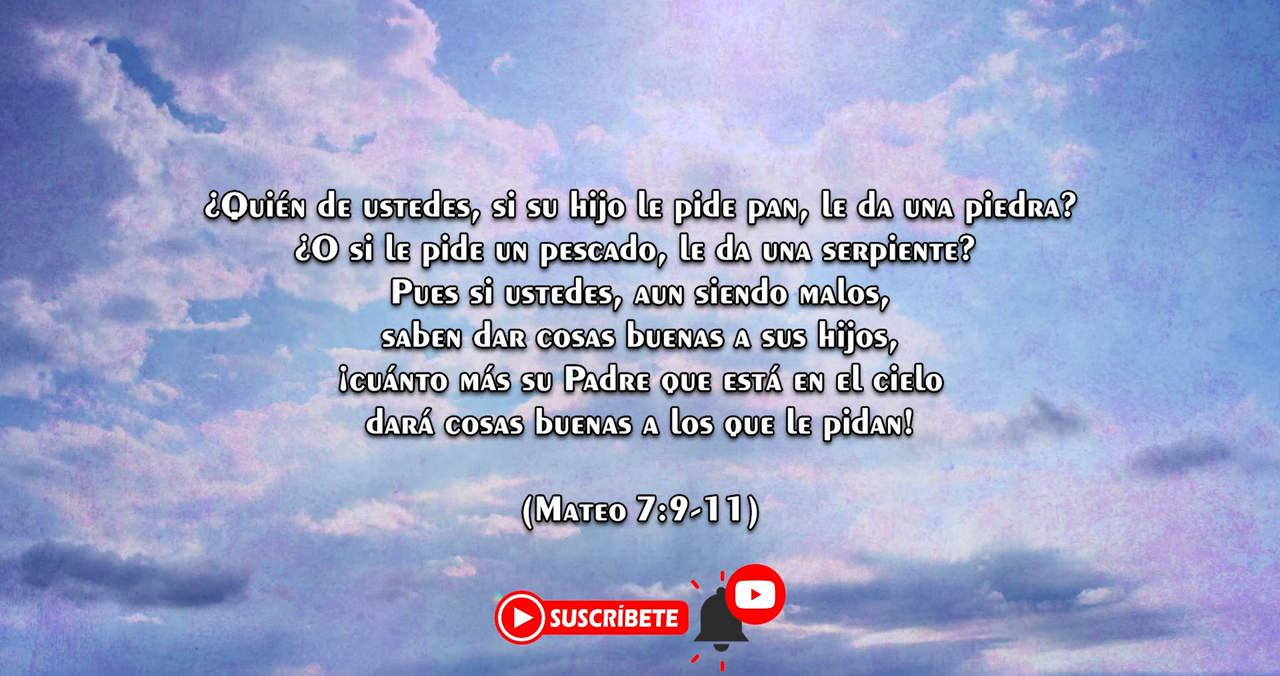 ¿Quién de ustedes, si su hijo le pide pan, le da una piedra?
¿O si le pide un pescado, le da una serpiente?
Pues si ustedes, aun siendo malos,
saben dar cosas buenas a sus hijos,
¡cuánto más su Padre que está en el cielo
dará cosas buenas a los que le pidan!
(Mateo 7:9-11)
SUSCRÍBETE